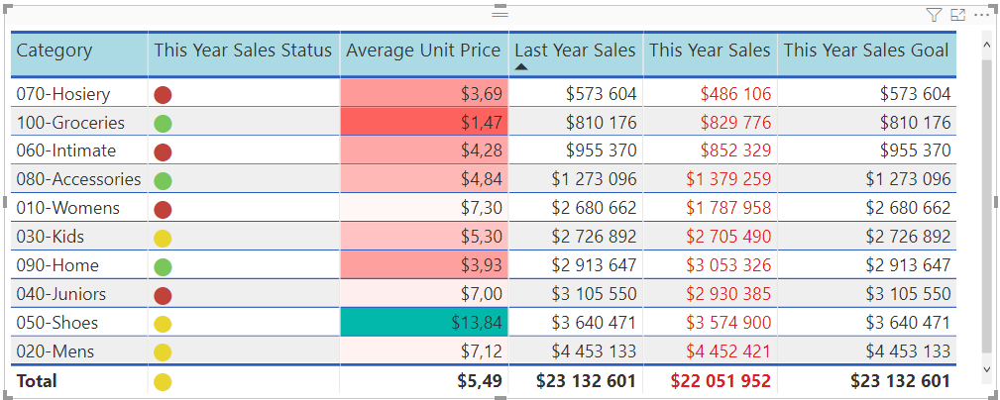 Category This Year Sales Status Average Unit Price Last Year Sales This Year Sales This Year Sales Goal
070-Hosiery $3,69 $573 604 $486 106 $573 604
100-Groceries $1,47 $810 176 $829 776 $810 176
060-Intimate $4,28 $955 370 $852 329 $955 370
080-Accessories $4,84 $1 273 096 $1 379 259 $1 273 096
010-Womens $7,30 $2 680 662 $1 787 958 $2 680 662
030-Kids $5,30 $2 726 892 $2 705 490 $2 726 892
090-Home $3,93 $2 913 647 $3 053 326 $2 913 647
040-Juniors $7,00 $3 105 550 $2 930 385 $3 105 550
050-Shoes $13,84 $3 640 471 $3 574 900 $3 640 471
020-Mens $7,12 $4 453 133 $4 452 421 $4 453 133
Total $5,49 $23 132 601 $22 051 952 $23 132 601